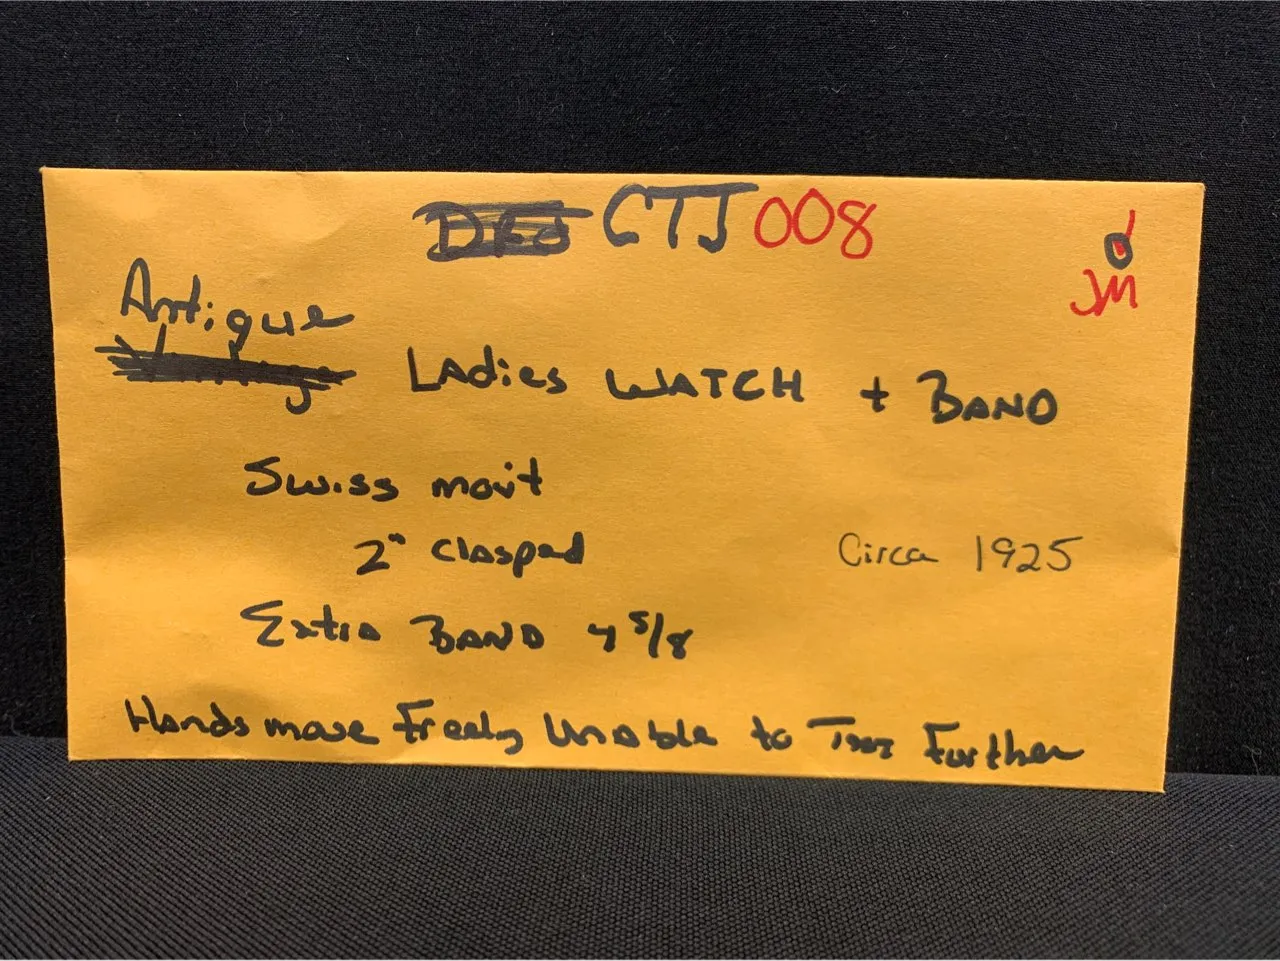 CTJ 008
JM
Antique
Ladies WATCH + BAND
Swiss mov't
2" clasped
Circa 1925
Extra BAND 4 5/8
Hands move Freely Unable to Test Further